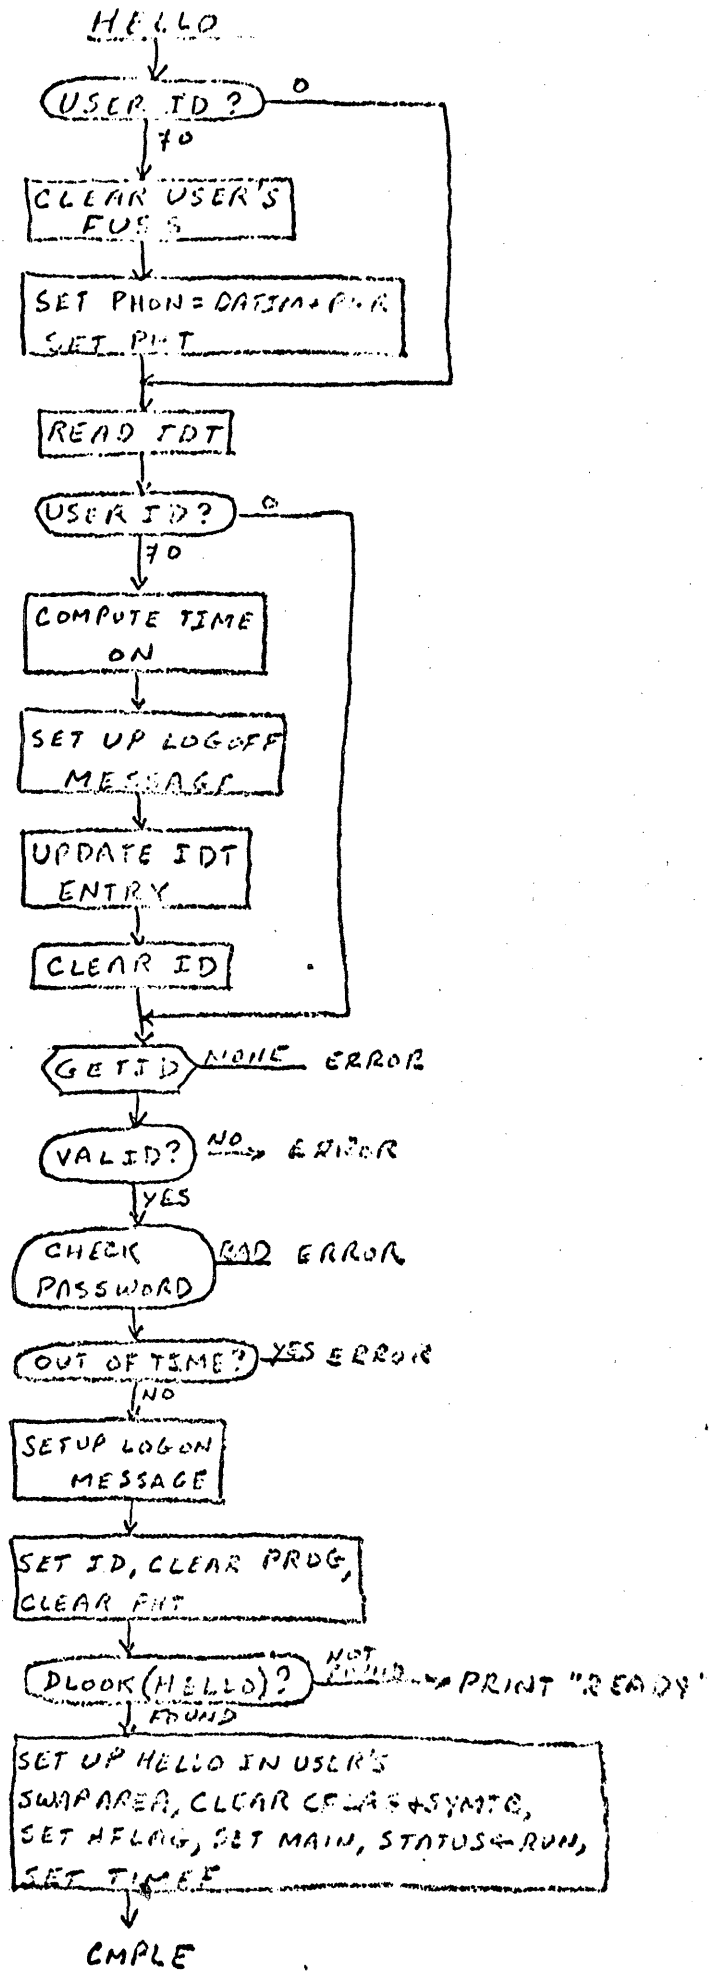 HELLO
USER ID? 0
≠0
CLEAR USER'S
FUSS
SET PHON=DATIM+PHR
SET PHT
READ IDT
USER ID? 0
≠0
COMPUTE TIME
ON
SET UP LOGOFF
MESSAGE
UPDATE IDT
ENTRY
CLEAR ID
GETID NONE ERROR
VALID? NO ERROR
YES
CHECK BAD ERROR
PASSWORD
OUT OF TIME? YES ERROR
NO
SETUP LOGON
MESSAGE
SET ID, CLEAR PROG,
CLEAR PHT
NOT
DLOOK(HELLO)? FOUND PRINT "READY"
FOUND
SET UP HELLO IN USER'S
SWAP AREA, CLEAR CFLAG+SYMTB,
SET HFLAG, SET MAIN, STATUS←RUN,
SET TIMEF
CMPLE